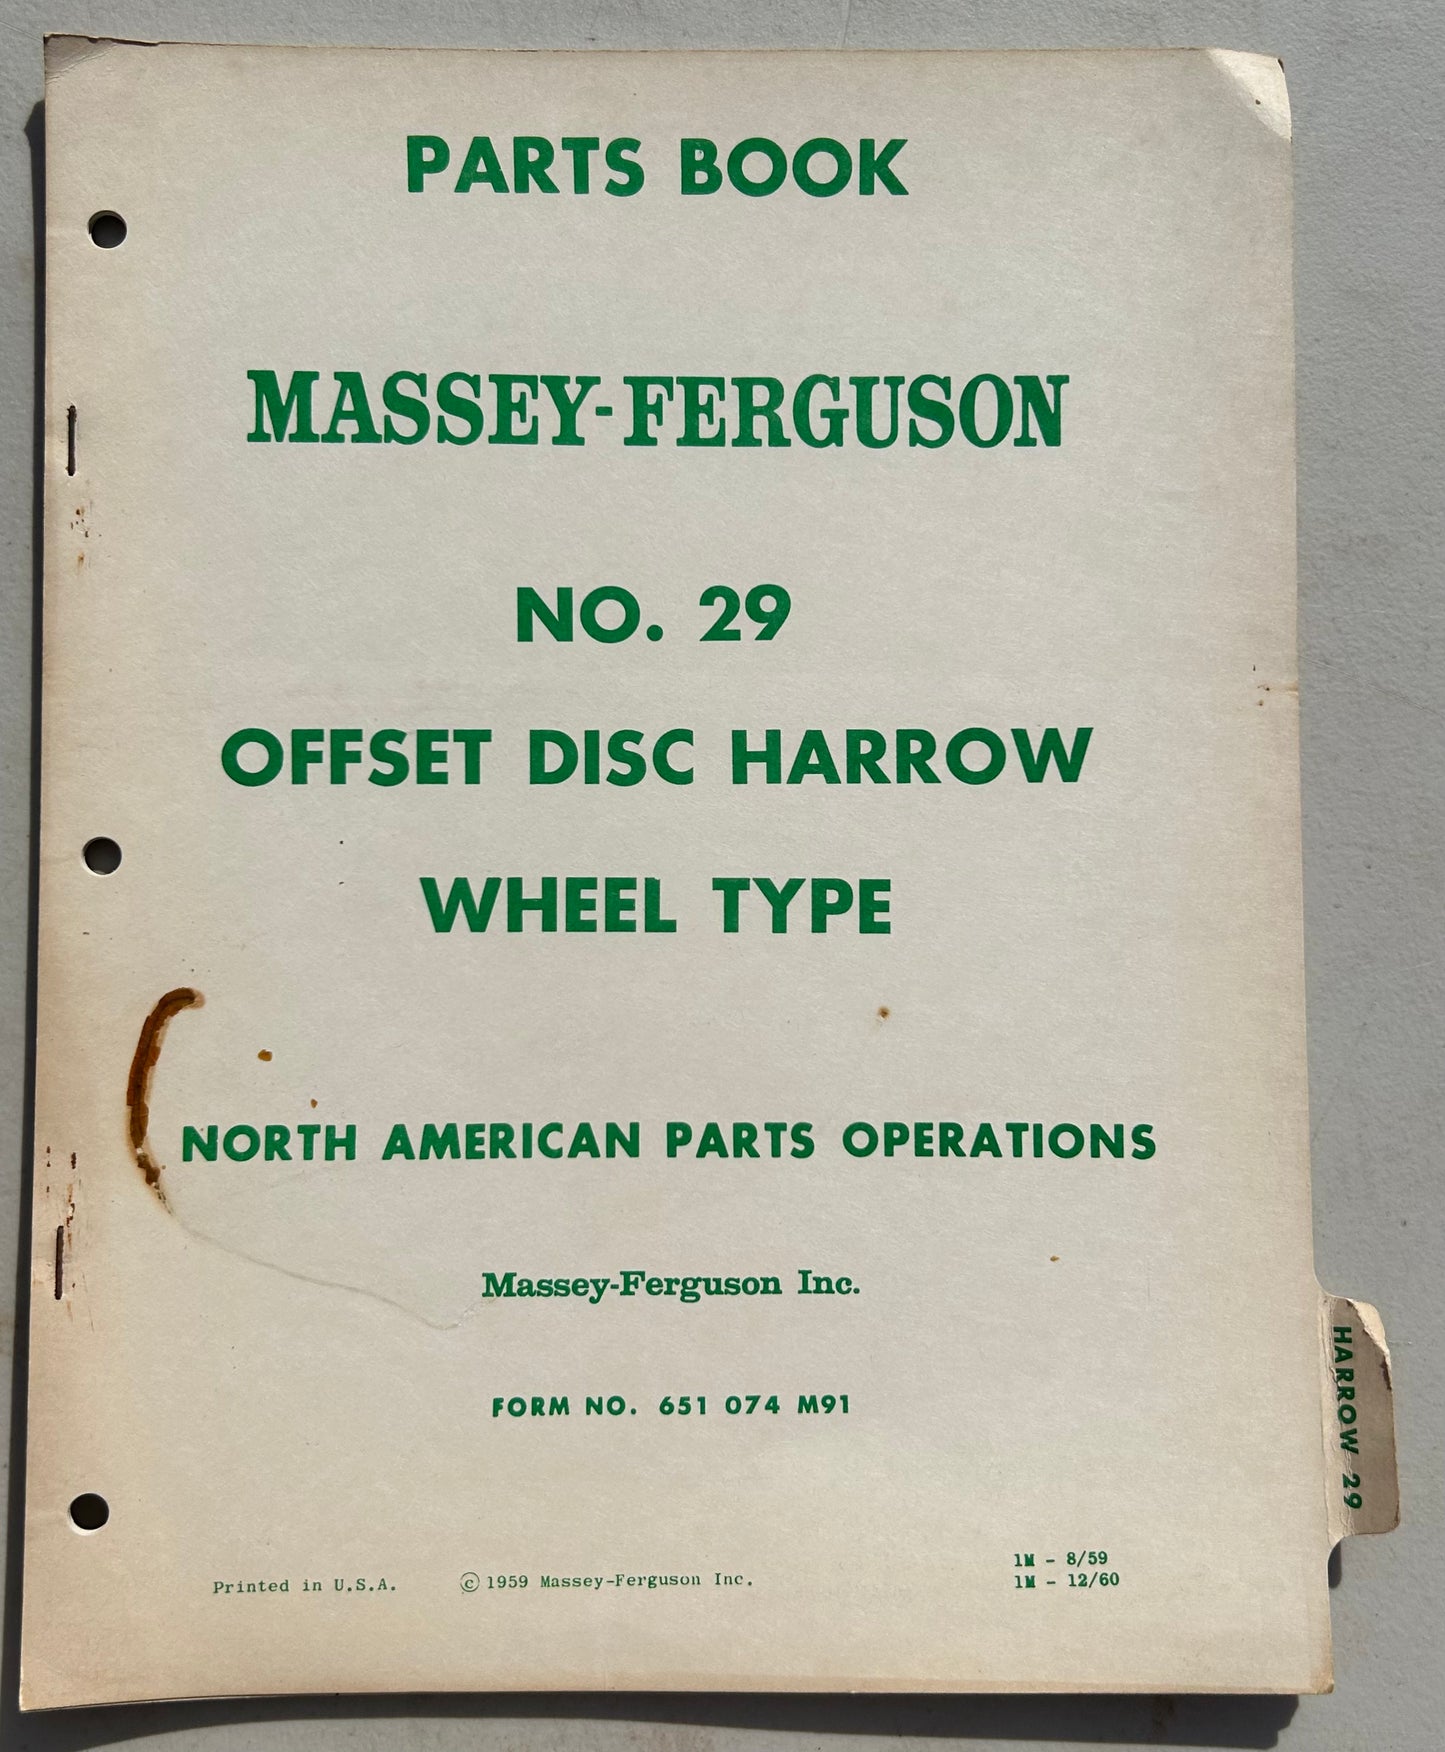 PARTS BOOK
MASSEY-FERGUSON
NO. 29
OFFSET DISC HARROW
WHEEL TYPE
NORTH AMERICAN PARTS OPERATIONS
Massey-Ferguson Inc.
FORM NO. 651 074 M91
HARROW 29
1M - 8/59
1M - 12/60
Printed in U.S.A. © 1959 Massey-Ferguson Inc.